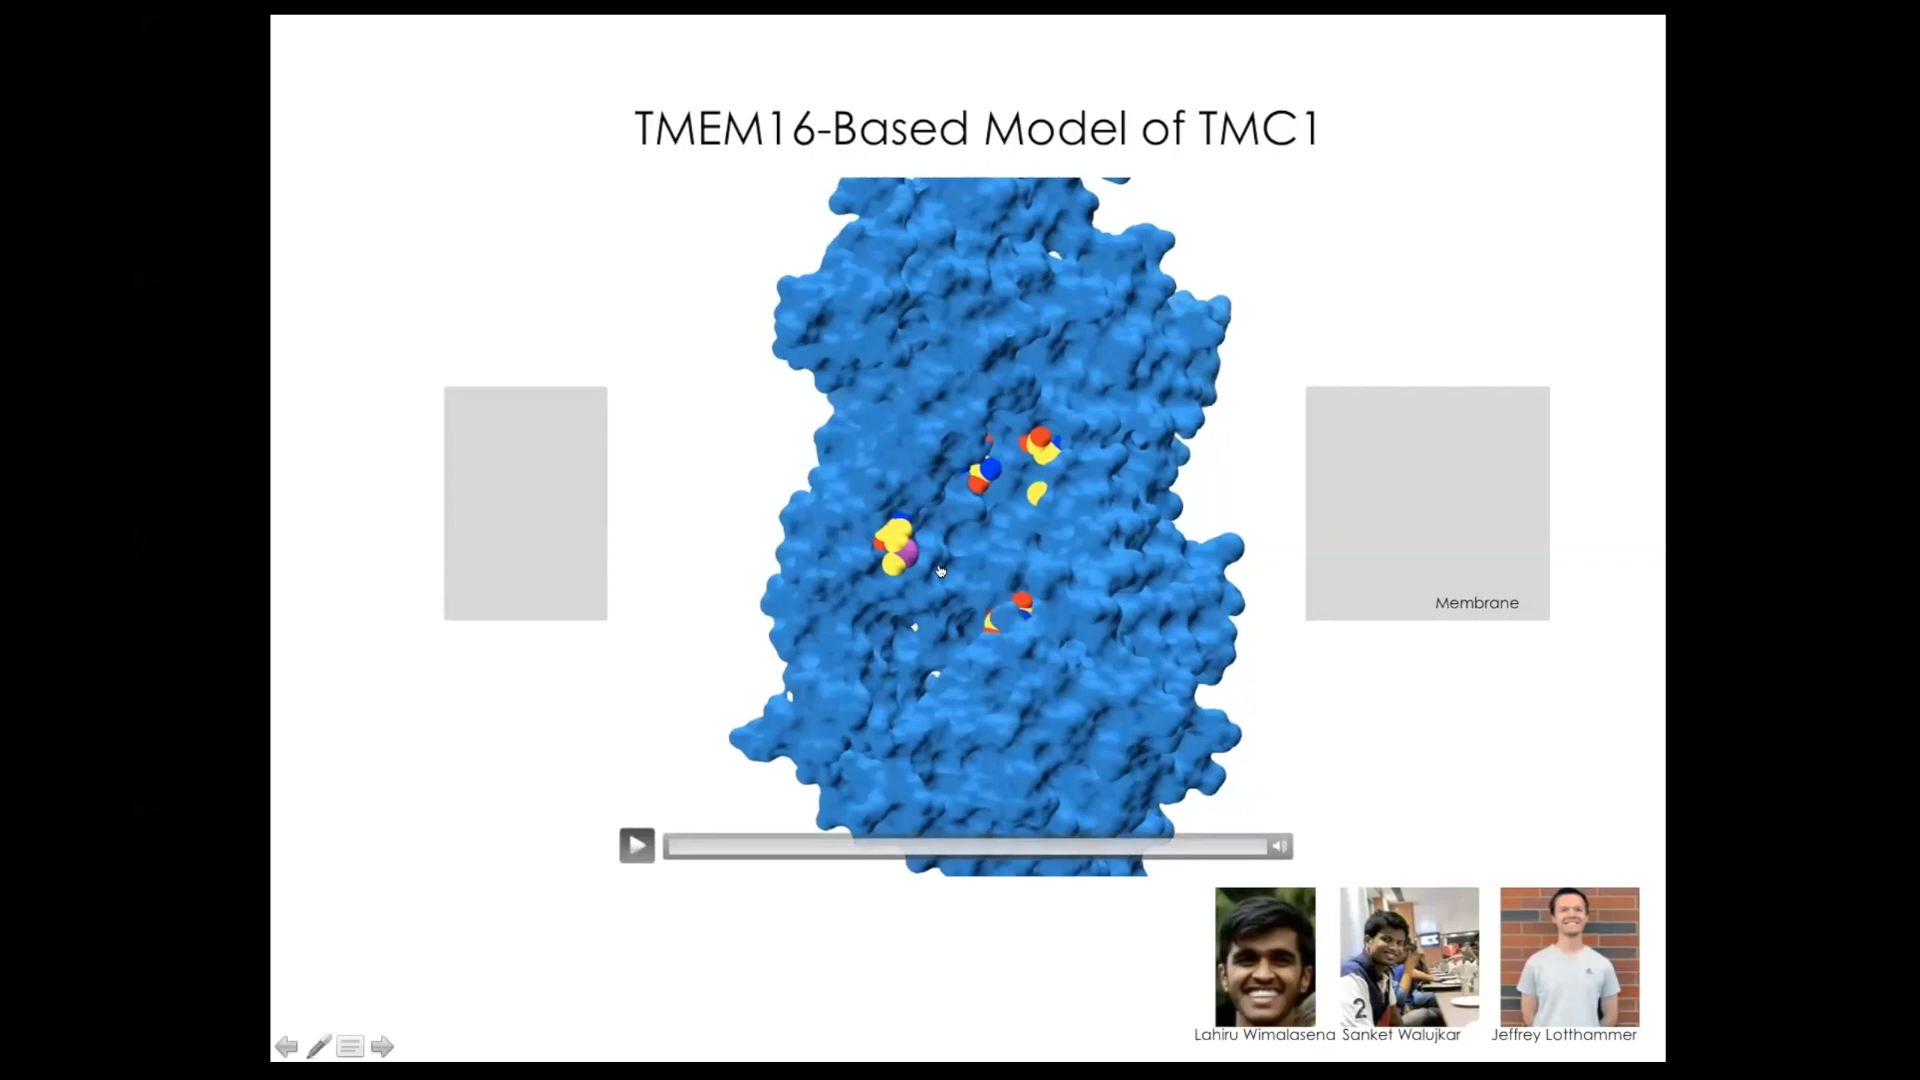 TMEM16-Based Model of TMC1
Membrane
2
Lahiru Wimalasena Sanket Walujkar Jeffrey Lotthammer